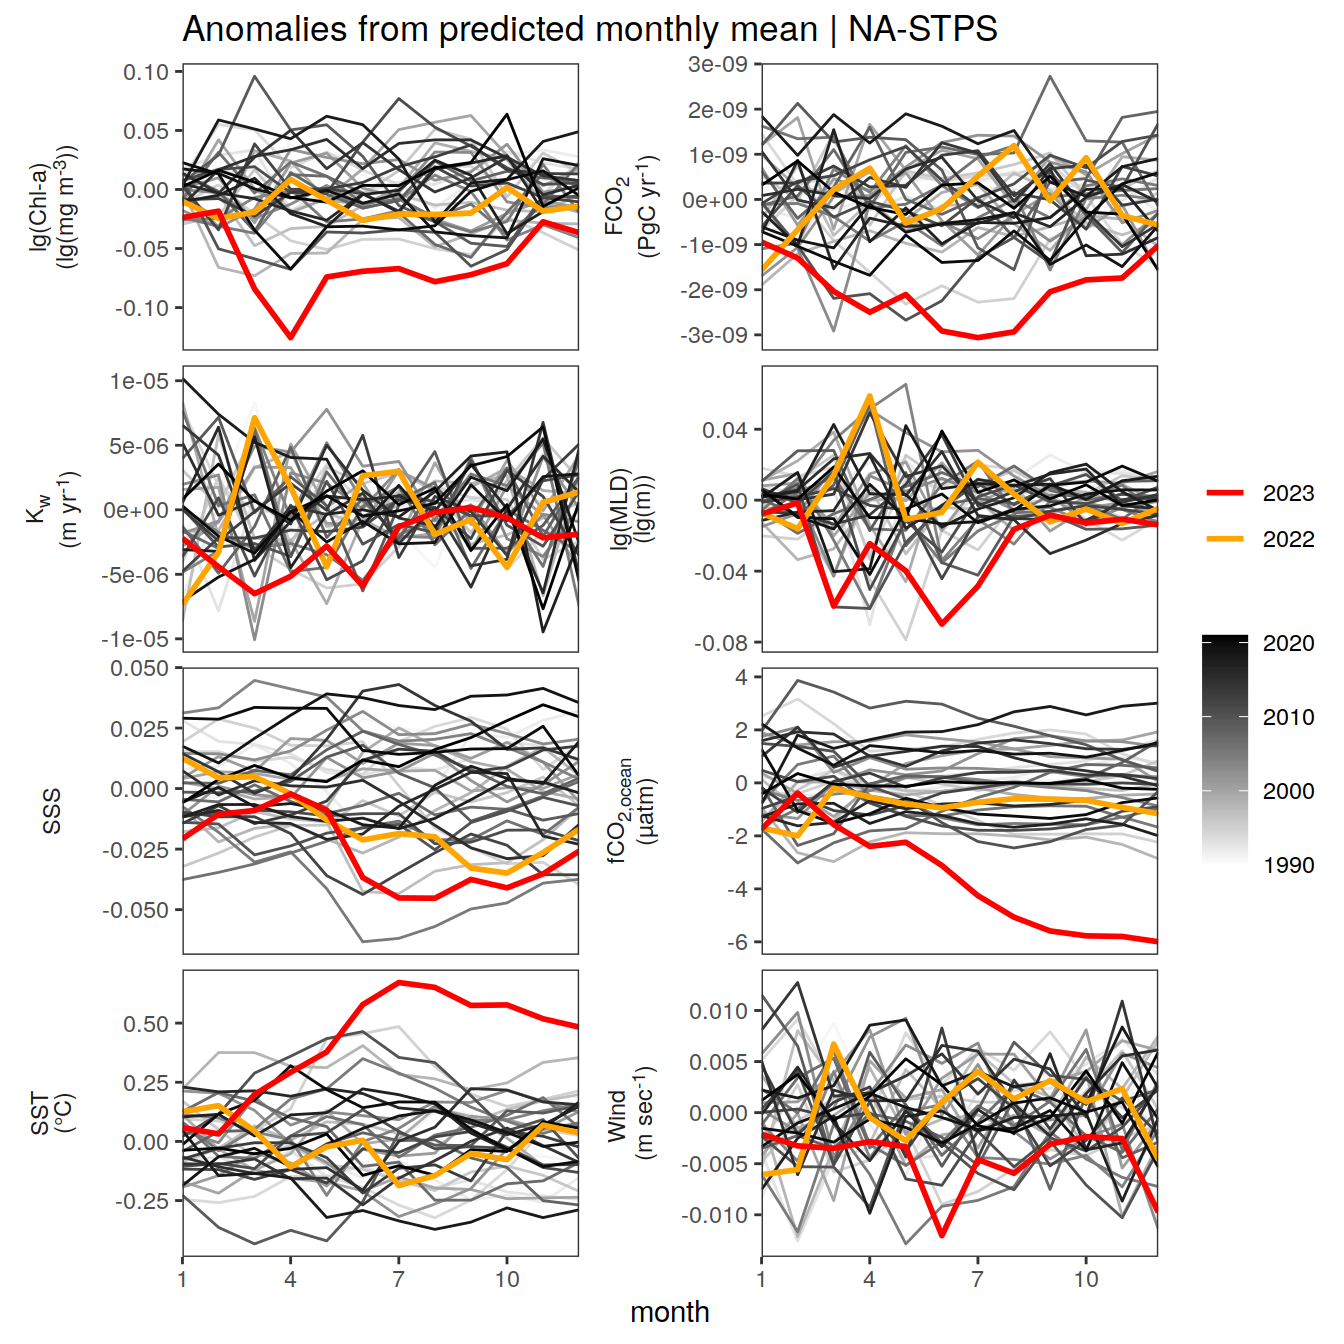 Anomalies from predicted monthly mean | NA-STPS
lg(Chl-a)
(lg(mg m⁻³))
0.10
0.05
0.00
-0.05
-0.10
FCO₂
(PgC yr⁻¹)
3e-09
2e-09
1e-09
0e+00
-1e-09
-2e-09
-3e-09
K_w
(m yr⁻¹)
1e-05
5e-06
0e+00
-5e-06
-1e-05
lg(MLD)
(lg(m))
0.04
0.00
-0.04
-0.08
SSS
0.050
0.025
0.000
-0.025
-0.050
fCO₂,ocean
(µatm)
4
2
0
-2
-4
-6
SST
(°C)
0.50
0.25
0.00
-0.25
1
4
7
10
Wind
(m sec⁻¹)
0.010
0.005
0.000
-0.005
-0.010
1
4
7
10
month
2023
2022
2020
2010
2000
1990